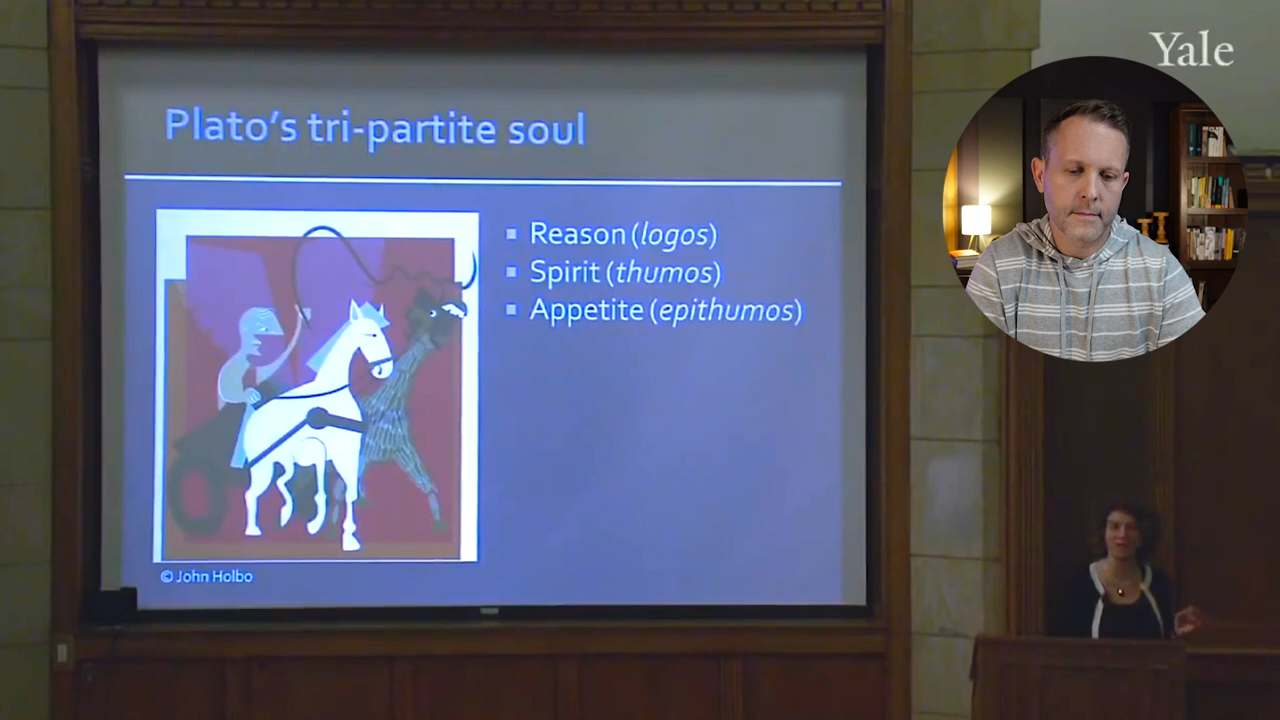 Yale
Plato's tri-partite soul
Reason (logos)
Spirit (thumos)
Appetite (epithumos)
© John Holbo